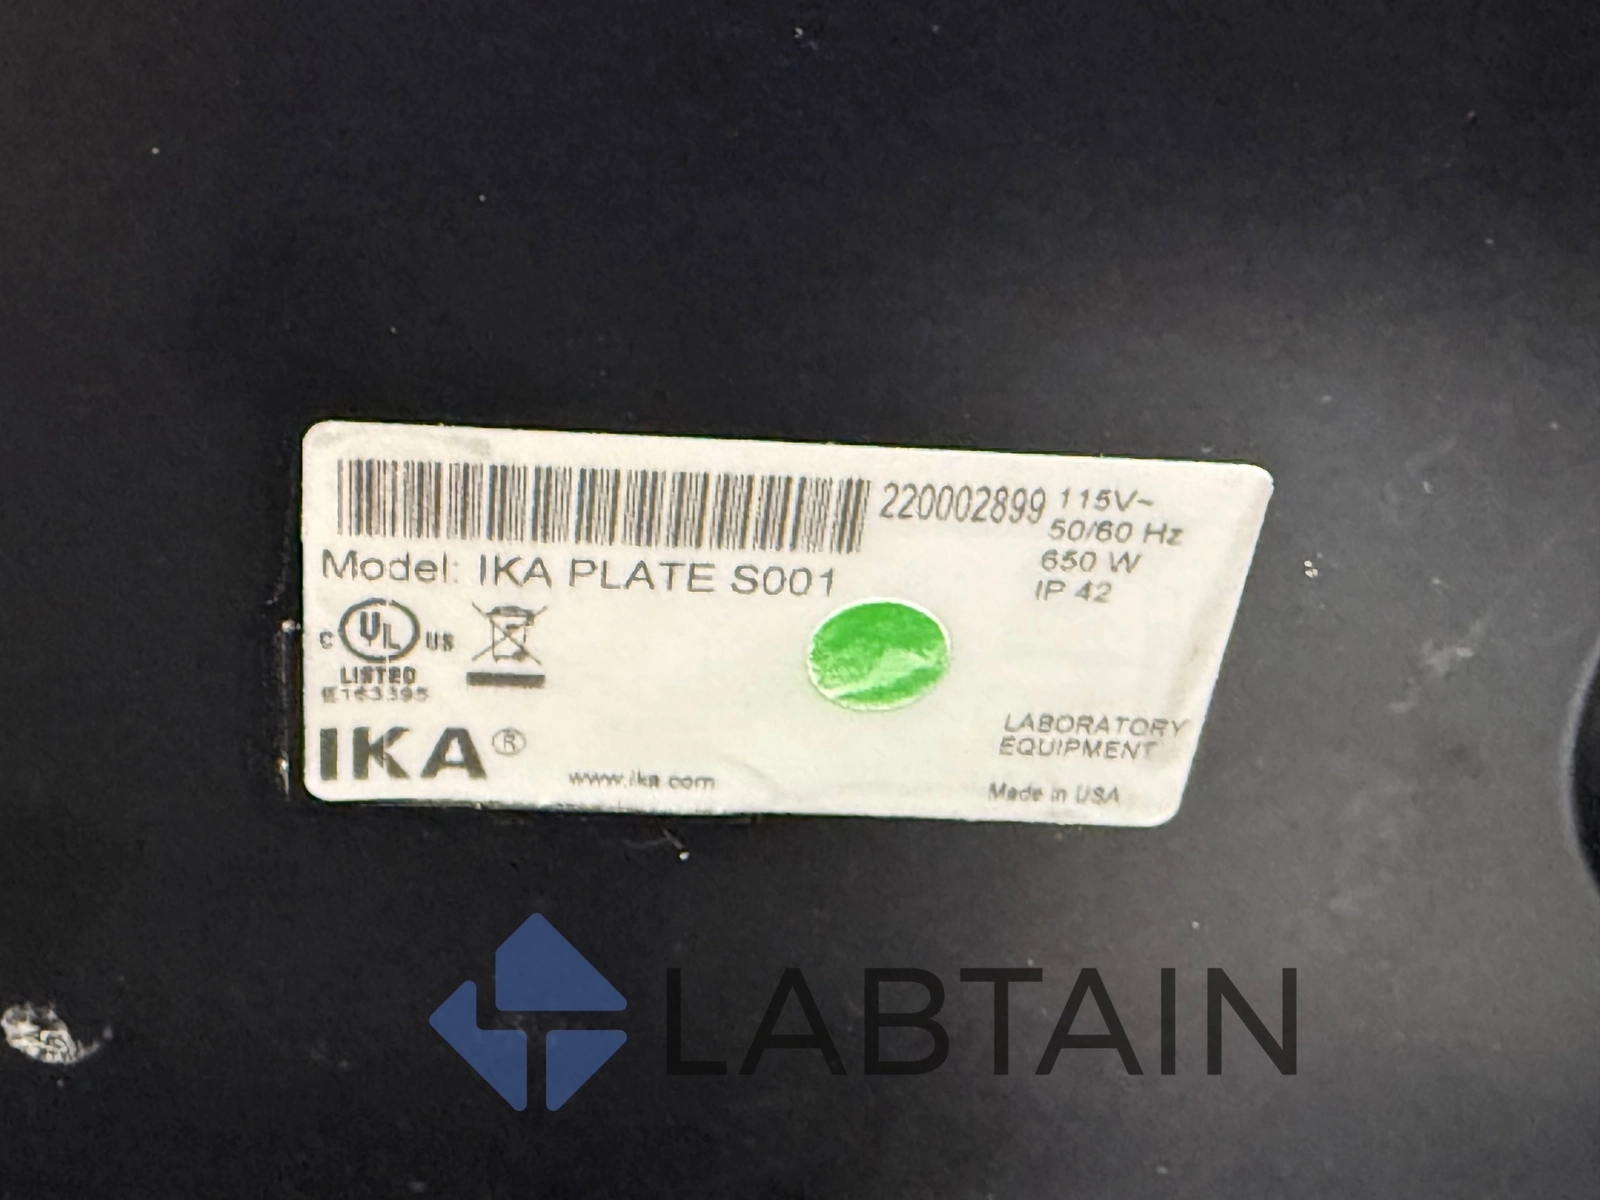 220002899
115V~
50/60 Hz
650 W
IP 42
Model: IKA PLATE S001
c UL US
LISTED
E163395
IKA®
www.ika.com
LABORATORY
EQUIPMENT
Made in USA
LABTAIN